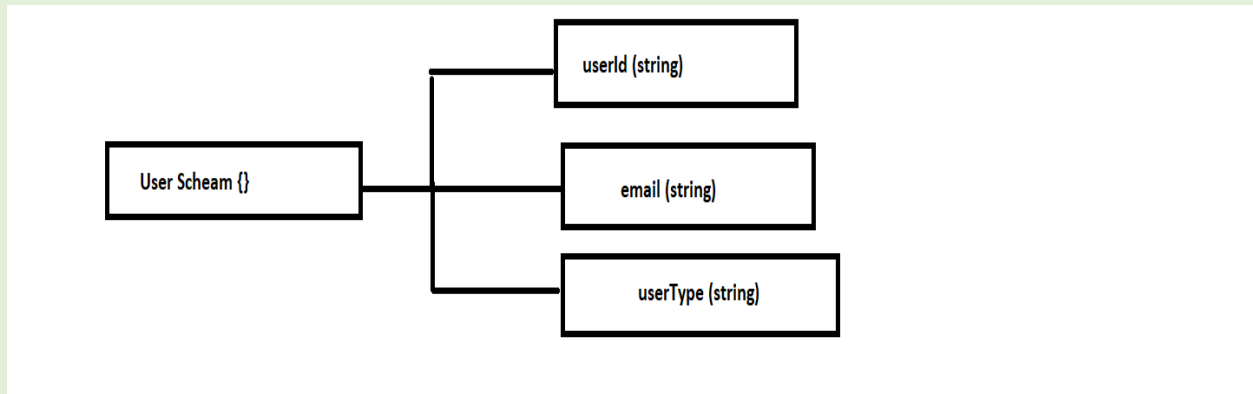 userId (string)
User Scheam {}
email (string)
userType (string)